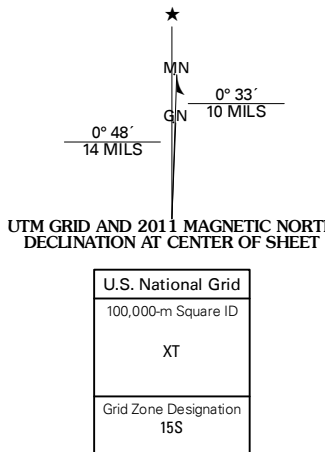 ★
MN
GN
0° 33´
10 MILS
0° 48´
14 MILS
UTM GRID AND 2011 MAGNETIC NORT
DECLINATION AT CENTER OF SHEET
U.S. National Grid
100,000-m Square ID
XT
Grid Zone Designation
15S